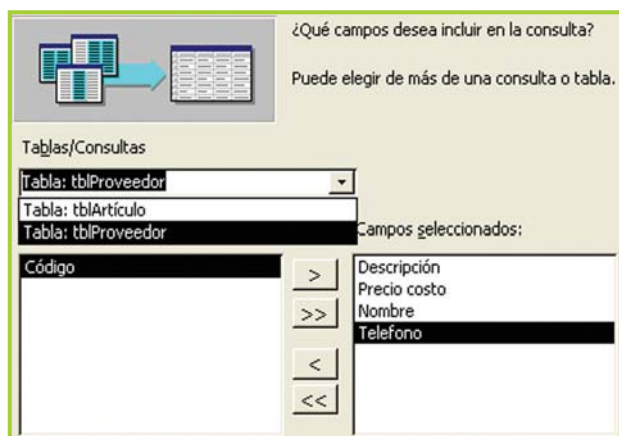 ¿Qué campos desea incluir en la consulta?
Puede elegir de más de una consulta o tabla.
Tablas/Consultas
Tabla: tblProveedor
Tabla: tblArtículo
Tabla: tblProveedor
Campos seleccionados:
Código
>
>>
<
<<
Descripción
Precio costo
Nombre
Telefono